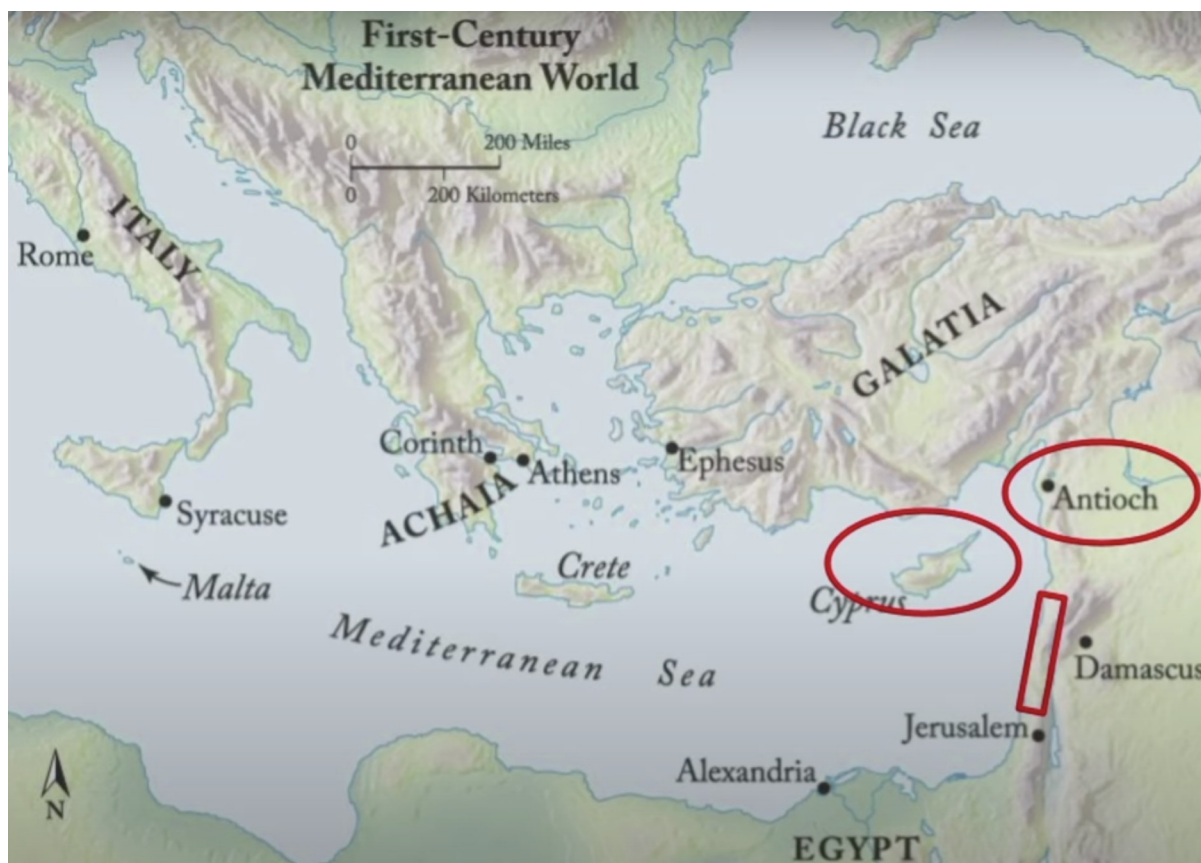 First-Century
Mediterranean World
0 200 Miles
0 200 Kilometers
Black Sea
ITALY
Rome
GALATIA
Corinth
Athens
Ephesus
ACHAIA
Antioch
Syracuse
Crete
Malta
Cyprus
Mediterranean Sea
Damascus
Jerusalem
Alexandria
N
EGYPT